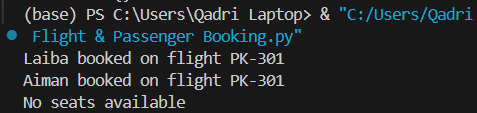 (base) PS C:\Users\Qadri Laptop> & "C:/Users/Qadri
Flight & Passenger Booking.py"
Laiba booked on flight PK-301
Aiman booked on flight PK-301
No seats available